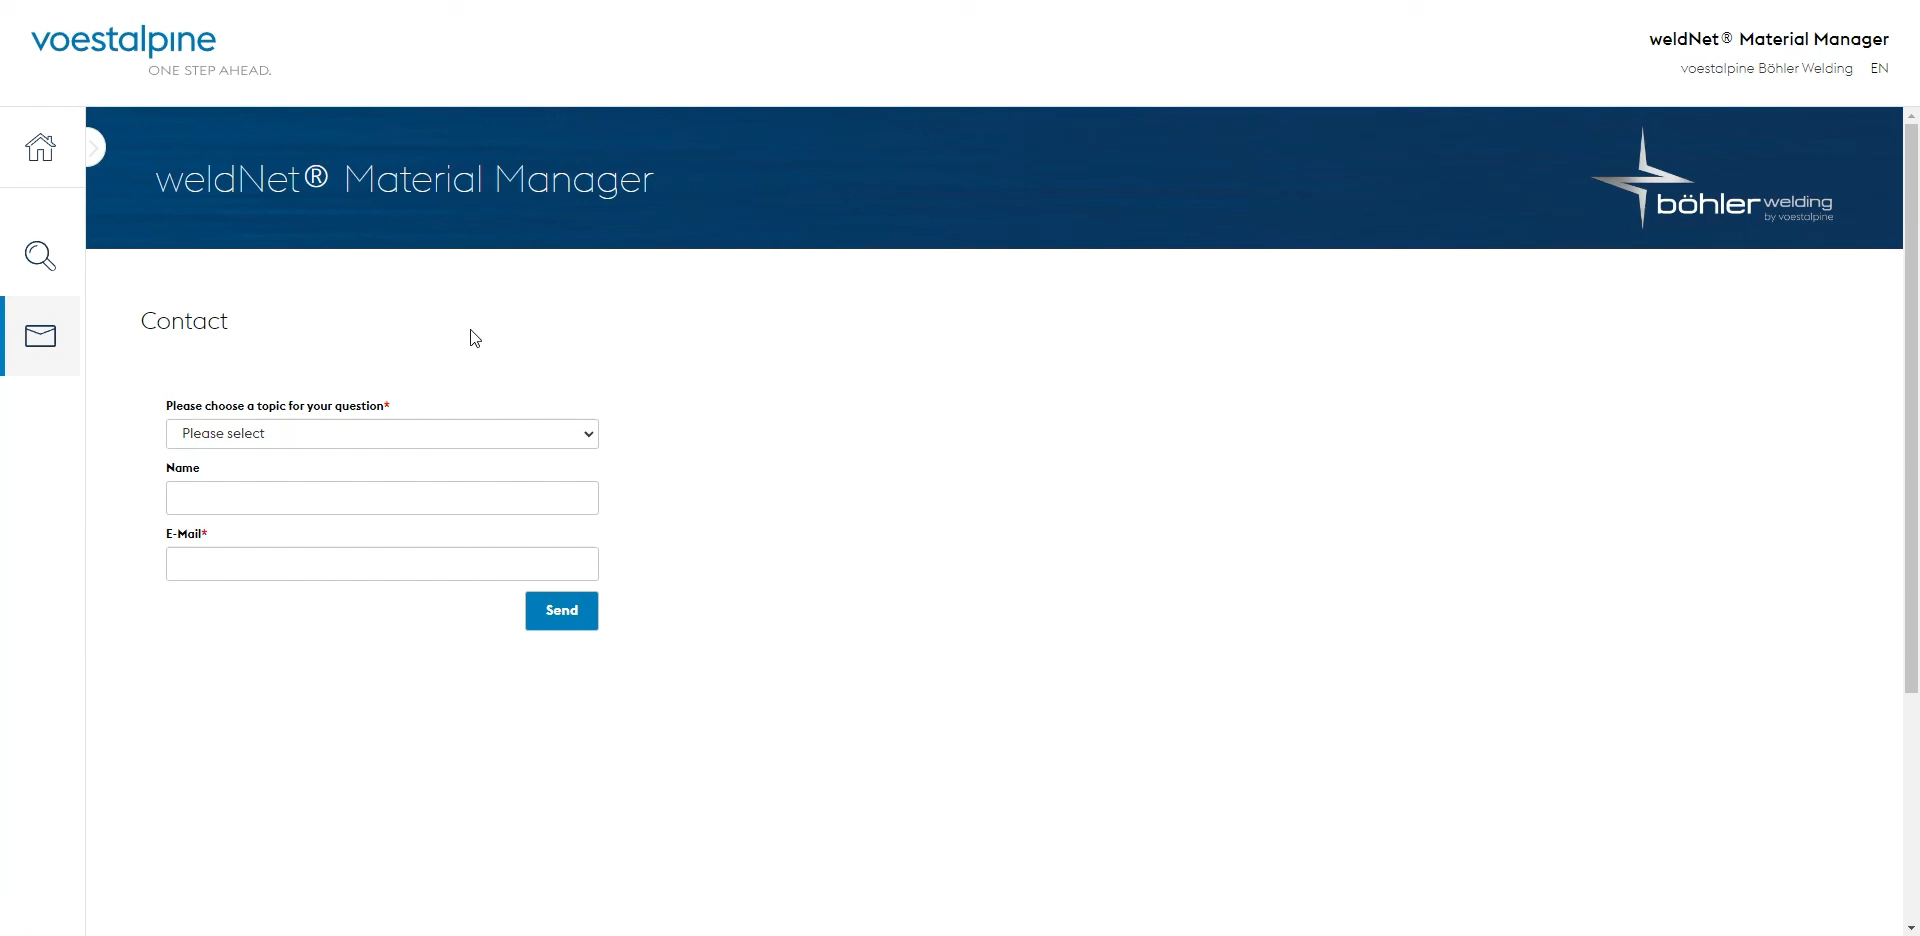 voestalpine
ONE STEP AHEAD.
weldNet® Material Manager
voestalpine Böhler Welding EN
weldNet® Material Manager
böhler welding
by voestalpine
Contact
Please choose a topic for your question*
Please select
Name
E-Mail*
Send